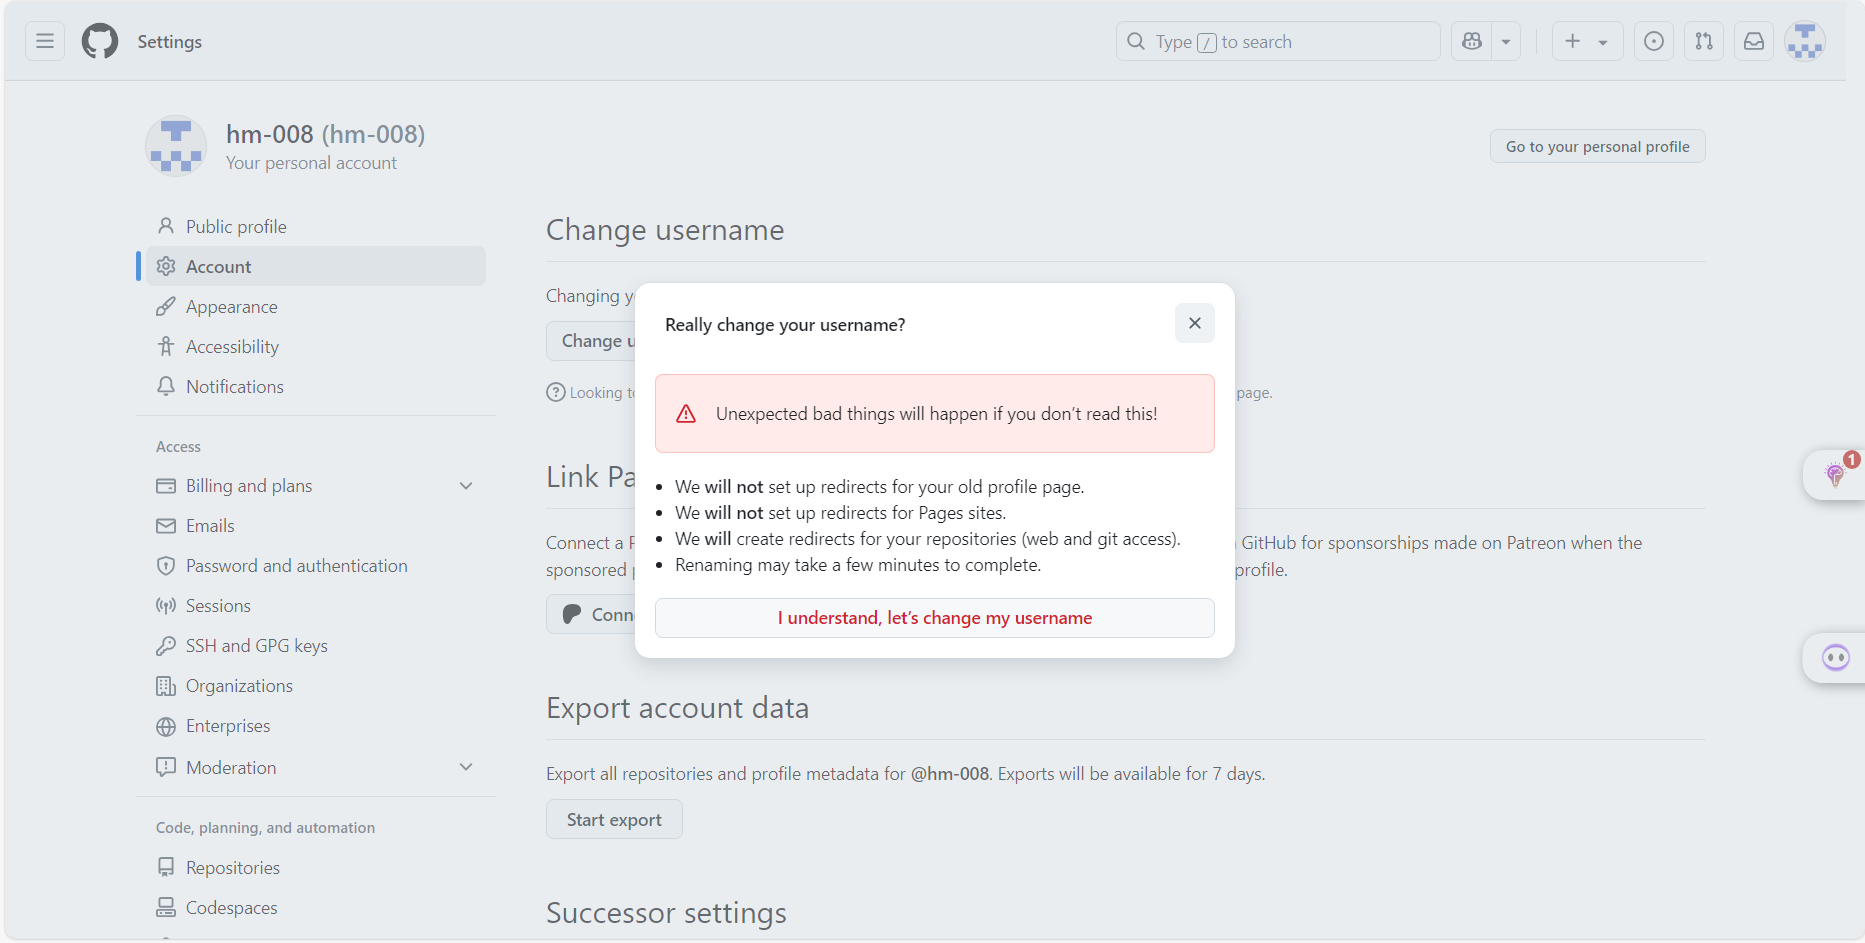 Settings
Type / to search
hm-008 (hm-008)
Your personal account
Go to your personal profile
Public profile
Account
Appearance
Accessibility
Notifications
Access
Billing and plans
Emails
Password and authentication
Sessions
SSH and GPG keys
Organizations
Enterprises
Moderation
Code, planning, and automation
Repositories
Codespaces
Change username
Changing
Change
Looking
page.
Link
Connect a
GitHub for sponsorships made on Patreon when the
sponsored
profile.
Really change your username?
Unexpected bad things will happen if you don’t read this!
• We will not set up redirects for your old profile page.
• We will not set up redirects for Pages sites.
• We will create redirects for your repositories (web and git access).
• Renaming may take a few minutes to complete.
I understand, let’s change my username
Export account data
Export all repositories and profile metadata for @hm-008. Exports will be available for 7 days.
Start export
Successor settings
1